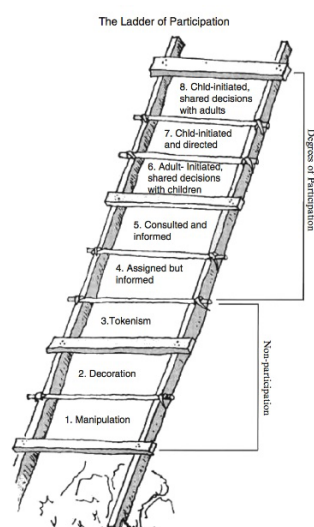 The Ladder of Participation
8. Chld-initiated,
shared decisions
with adults
7. Chld-initiated
and directed
6. Adult- Initiated,
shared decisions
with children
5. Consulted and
informed
4. Assigned but
informed
3.Tokenism
2. Decoration
1. Manipulation
Degrees of Participation
Non-participation